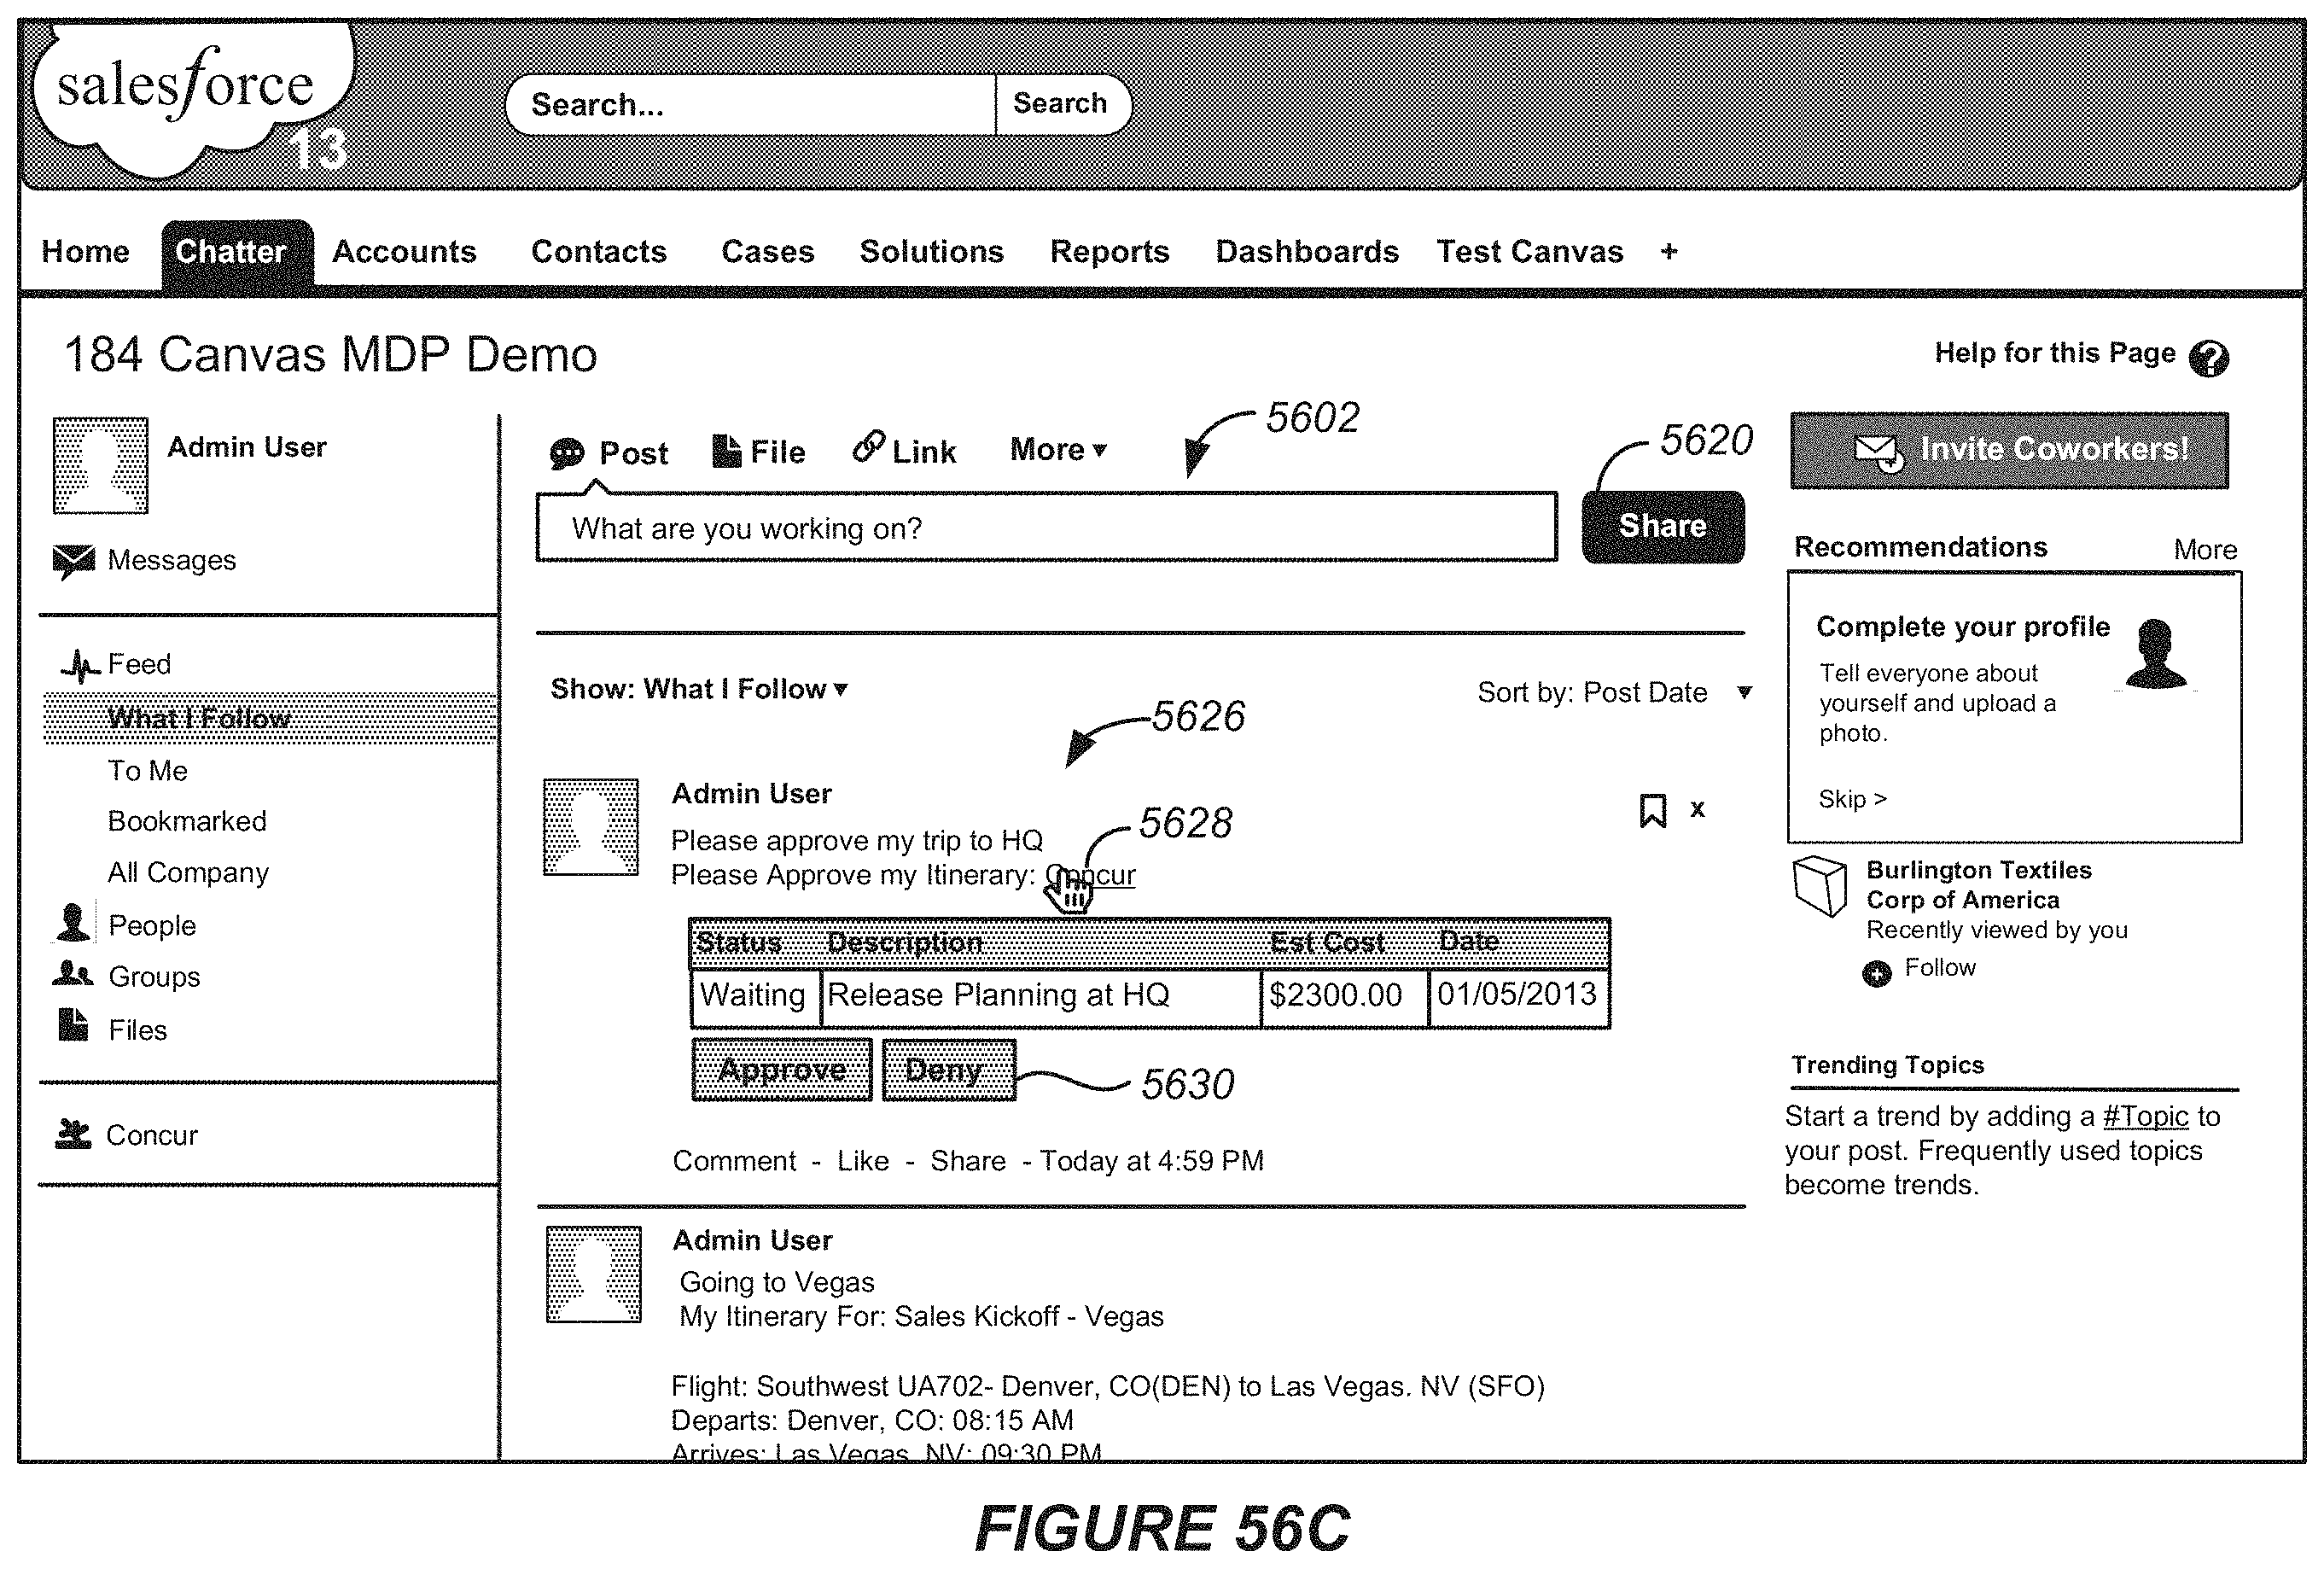 salesforce
13
Search...
Search
Home Chatter Accounts Contacts Cases Solutions Reports Dashboards Test Canvas +
184 Canvas MDP Demo
Help for this Page ?
Admin User
Messages
Feed
What I Follow
To Me
Bookmarked
All Company
People
Groups
Files
Concur
Post File Link More ▾
5602
5620
What are you working on?
Share
Show: What I Follow ▾
Sort by: Post Date ▾
5626
Admin User
x
Please approve my trip to HQ
5628
Please Approve my Itinerary: Concur
Status Description Est Cost Date
Waiting Release Planning at HQ $2300.00 01/05/2013
Approve Deny
5630
Comment - Like - Share - Today at 4:59 PM
Admin User
Going to Vegas
My Itinerary For: Sales Kickoff - Vegas
Flight: Southwest UA702- Denver, CO(DEN) to Las Vegas. NV (SFO)
Departs: Denver, CO: 08:15 AM
Arrives: Las Vegas, NV: 09:30 PM
Invite Coworkers!
Recommendations More
Complete your profile
Tell everyone about
yourself and upload a
photo.
Skip >
Burlington Textiles
Corp of America
Recently viewed by you
Follow
Trending Topics
Start a trend by adding a #Topic to
your post. Frequently used topics
become trends.
FIGURE 56C